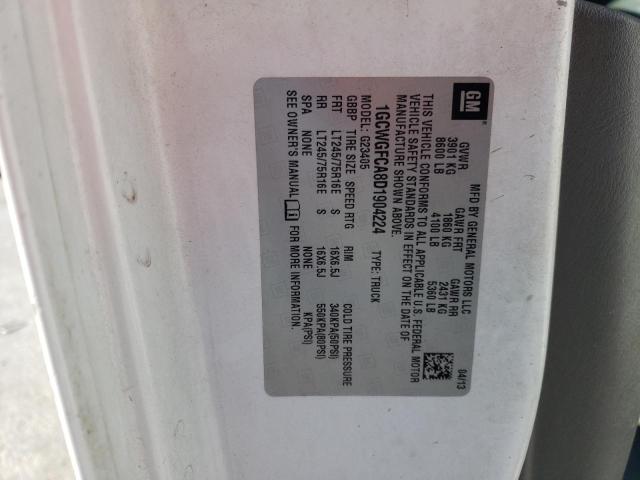 GM
MFD BY GENERAL MOTORS LLC
04/13
GVWR GAWR FRT GAWR RR
3901 KG 1860 KG 2431 KG
8600 LB 4100 LB 5360 LB
THIS VEHICLE CONFORMS TO ALL APPLICABLE U.S. FEDERAL MOTOR
VEHICLE SAFETY STANDARDS IN EFFECT ON THE DATE OF
MANUFACTURE SHOWN ABOVE.
1GCWGFCA8D1904224
TYPE: TRUCK
MODEL: G23405
GBBP TIRE SIZE SPEED RTG RIM COLD TIRE PRESSURE
FRT LT245/75R16E S 16X6.5J 340KPA(50PSI)
RR LT245/75R16E S 16X6.5J 550KPA(80PSI)
SPA NONE NONE KPA(PSI)
SEE OWNER'S MANUAL FOR MORE INFORMATION.